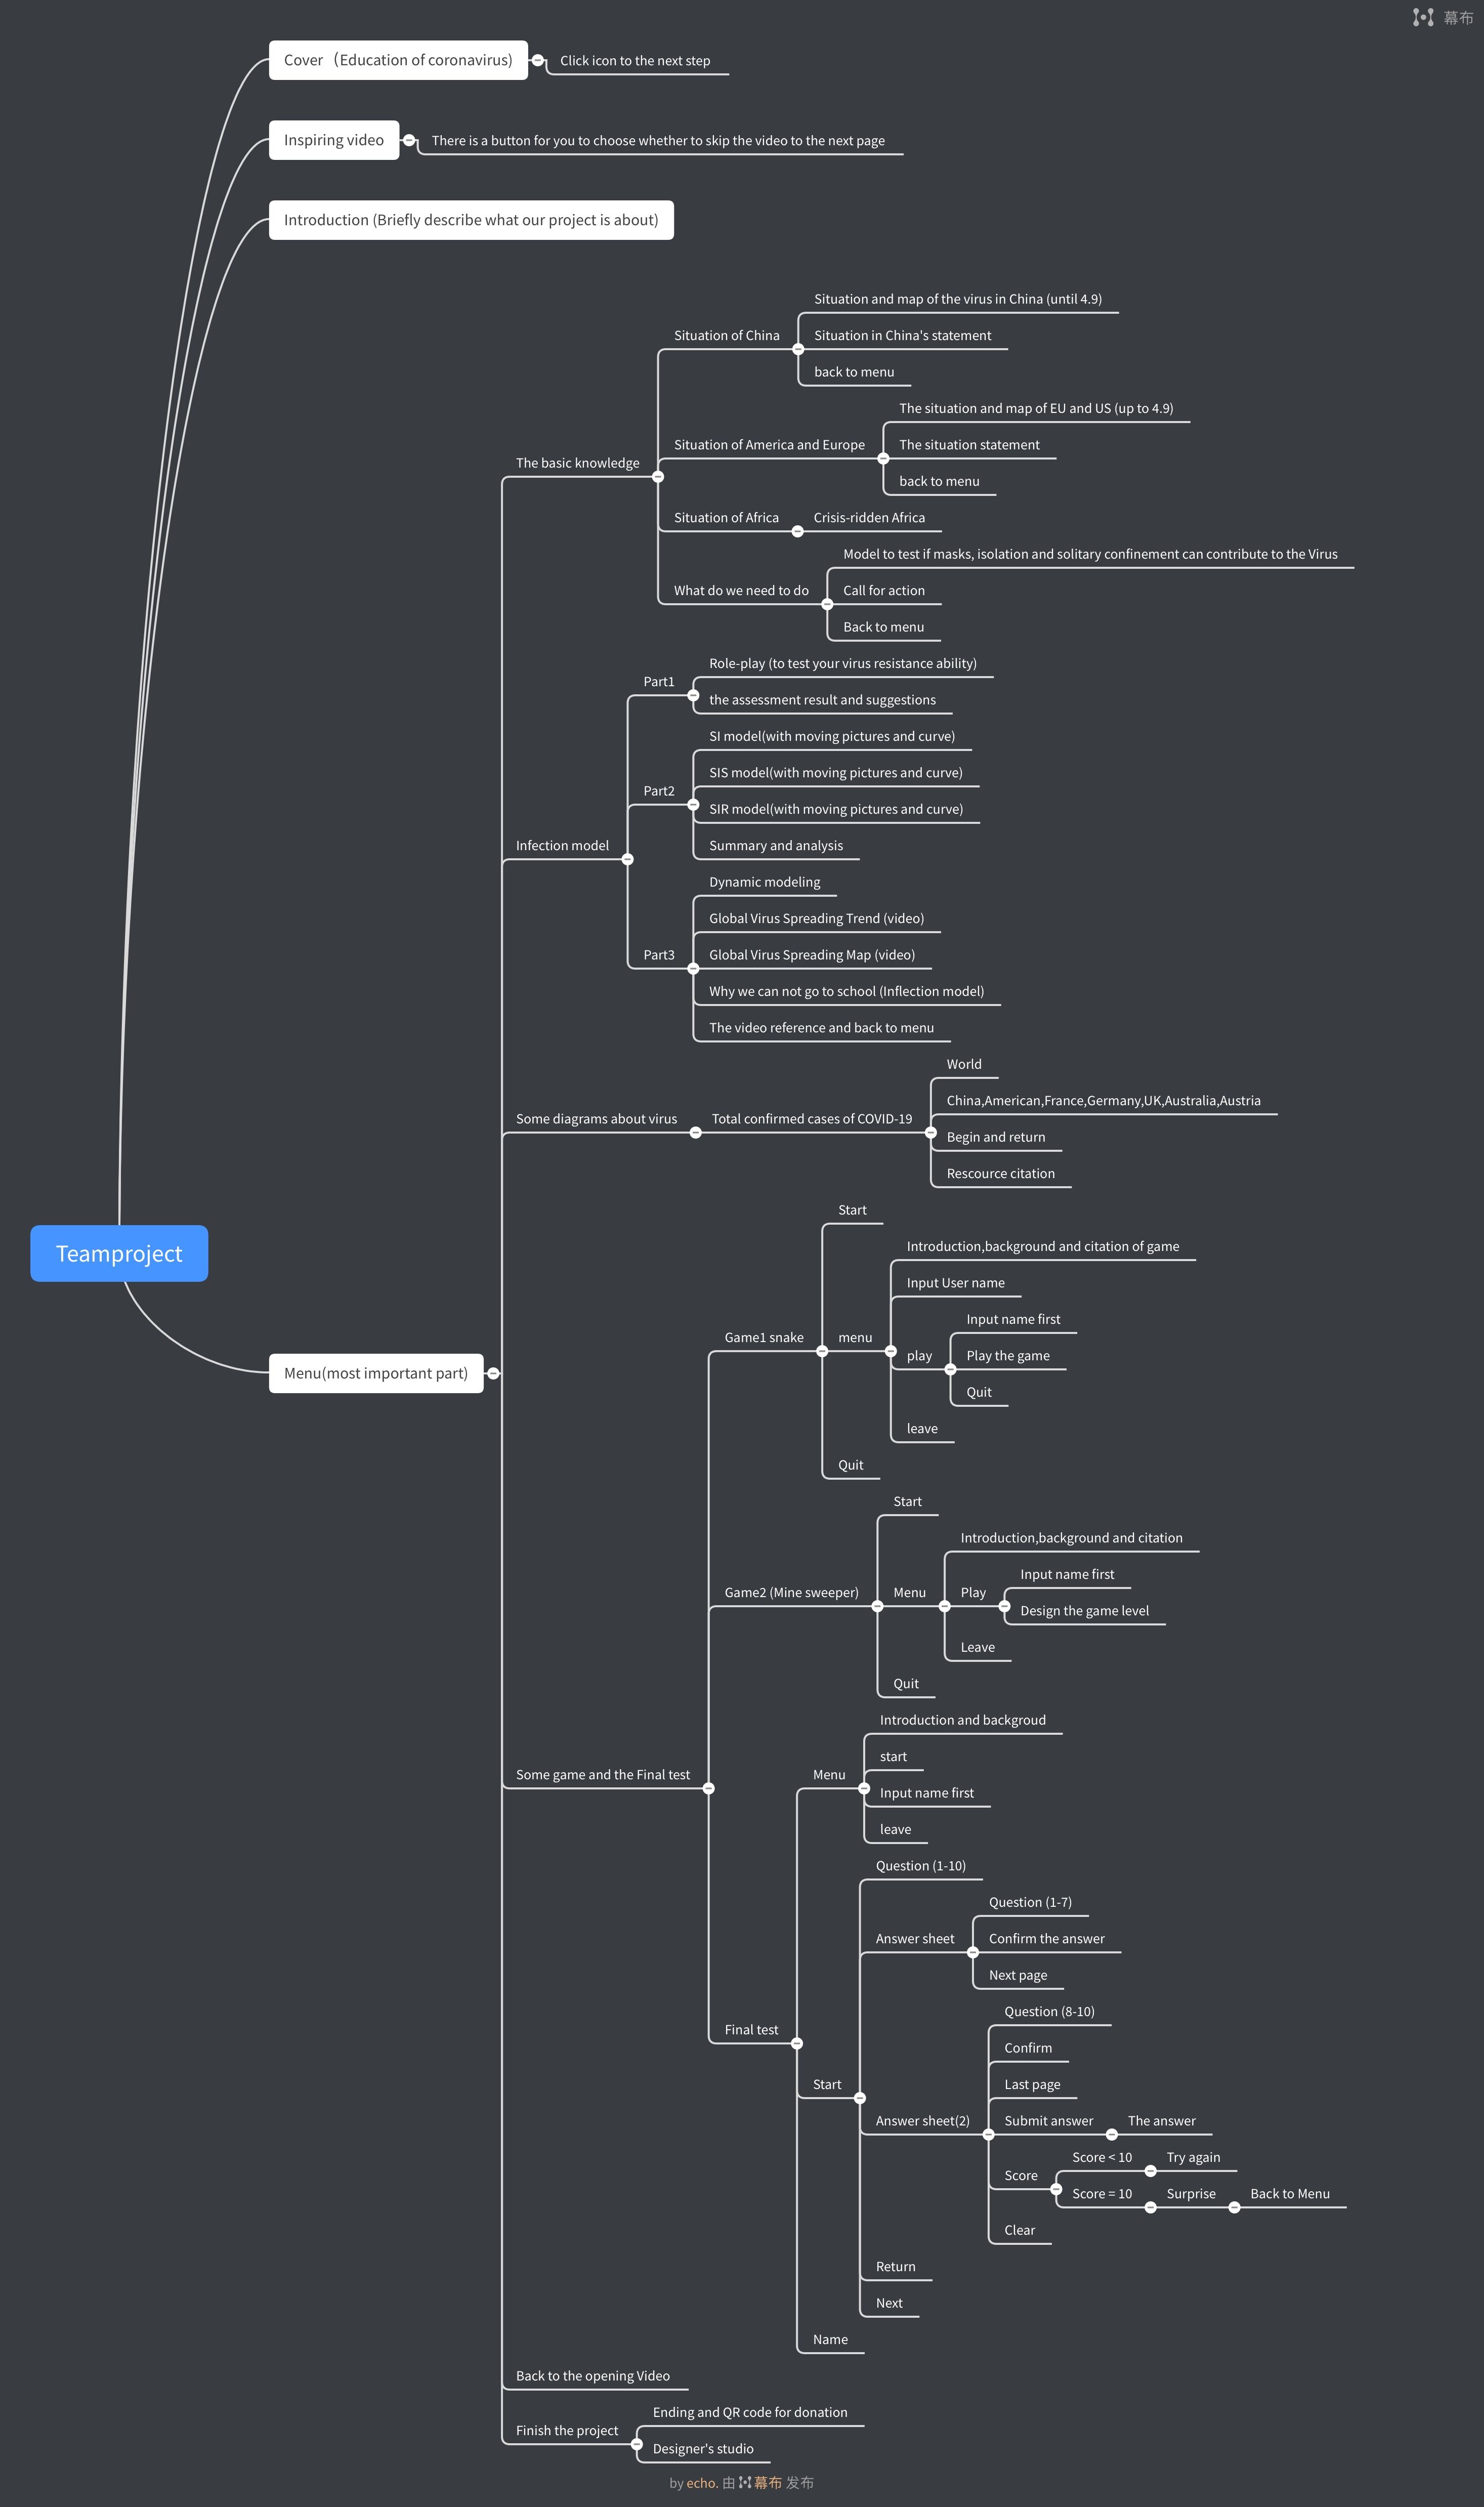 幕布
Cover（Education of coronavirus)
Click icon to the next step
Inspiring video
There is a button for you to choose whether to skip the video to the next page
Introduction (Briefly describe what our project is about)
Situation and map of the virus in China (until 4.9)
Situation of China
Situation in China's statement
back to menu
The situation and map of EU and US (up to 4.9)
Situation of America and Europe
The situation statement
The basic knowledge
back to menu
Situation of Africa
Crisis-ridden Africa
Model to test if masks, isolation and solitary confinement can contribute to the Virus
What do we need to do
Call for action
Back to menu
Role-play (to test your virus resistance ability)
Part1
the assessment result and suggestions
SI model(with moving pictures and curve)
SIS model(with moving pictures and curve)
Part2
SIR model(with moving pictures and curve)
Infection model
Summary and analysis
Dynamic modeling
Global Virus Spreading Trend (video)
Part3
Global Virus Spreading Map (video)
Why we can not go to school (Inflection model)
The video reference and back to menu
World
China,American,France,Germany,UK,Australia,Austria
Some diagrams about virus
Total confirmed cases of COVID-19
Begin and return
Rescource citation
Start
Teamproject
Introduction,background and citation of game
Input User name
Input name first
Game1 snake
menu
play
Play the game
Menu(most important part)
Quit
leave
Quit
Start
Introduction,background and citation
Input name first
Game2 (Mine sweeper)
Menu
Play
Design the game level
Leave
Quit
Introduction and backgroud
start
Some game and the Final test
Menu
Input name first
leave
Question (1-10)
Question (1-7)
Answer sheet
Confirm the answer
Next page
Question (8-10)
Final test
Confirm
Start
Last page
Answer sheet(2)
Submit answer
The answer
Score < 10
Try again
Score
Score = 10
Surprise
Back to Menu
Clear
Return
Next
Name
Back to the opening Video
Ending and QR code for donation
Finish the project
Designer's studio
by echo. 由 幕布 发布